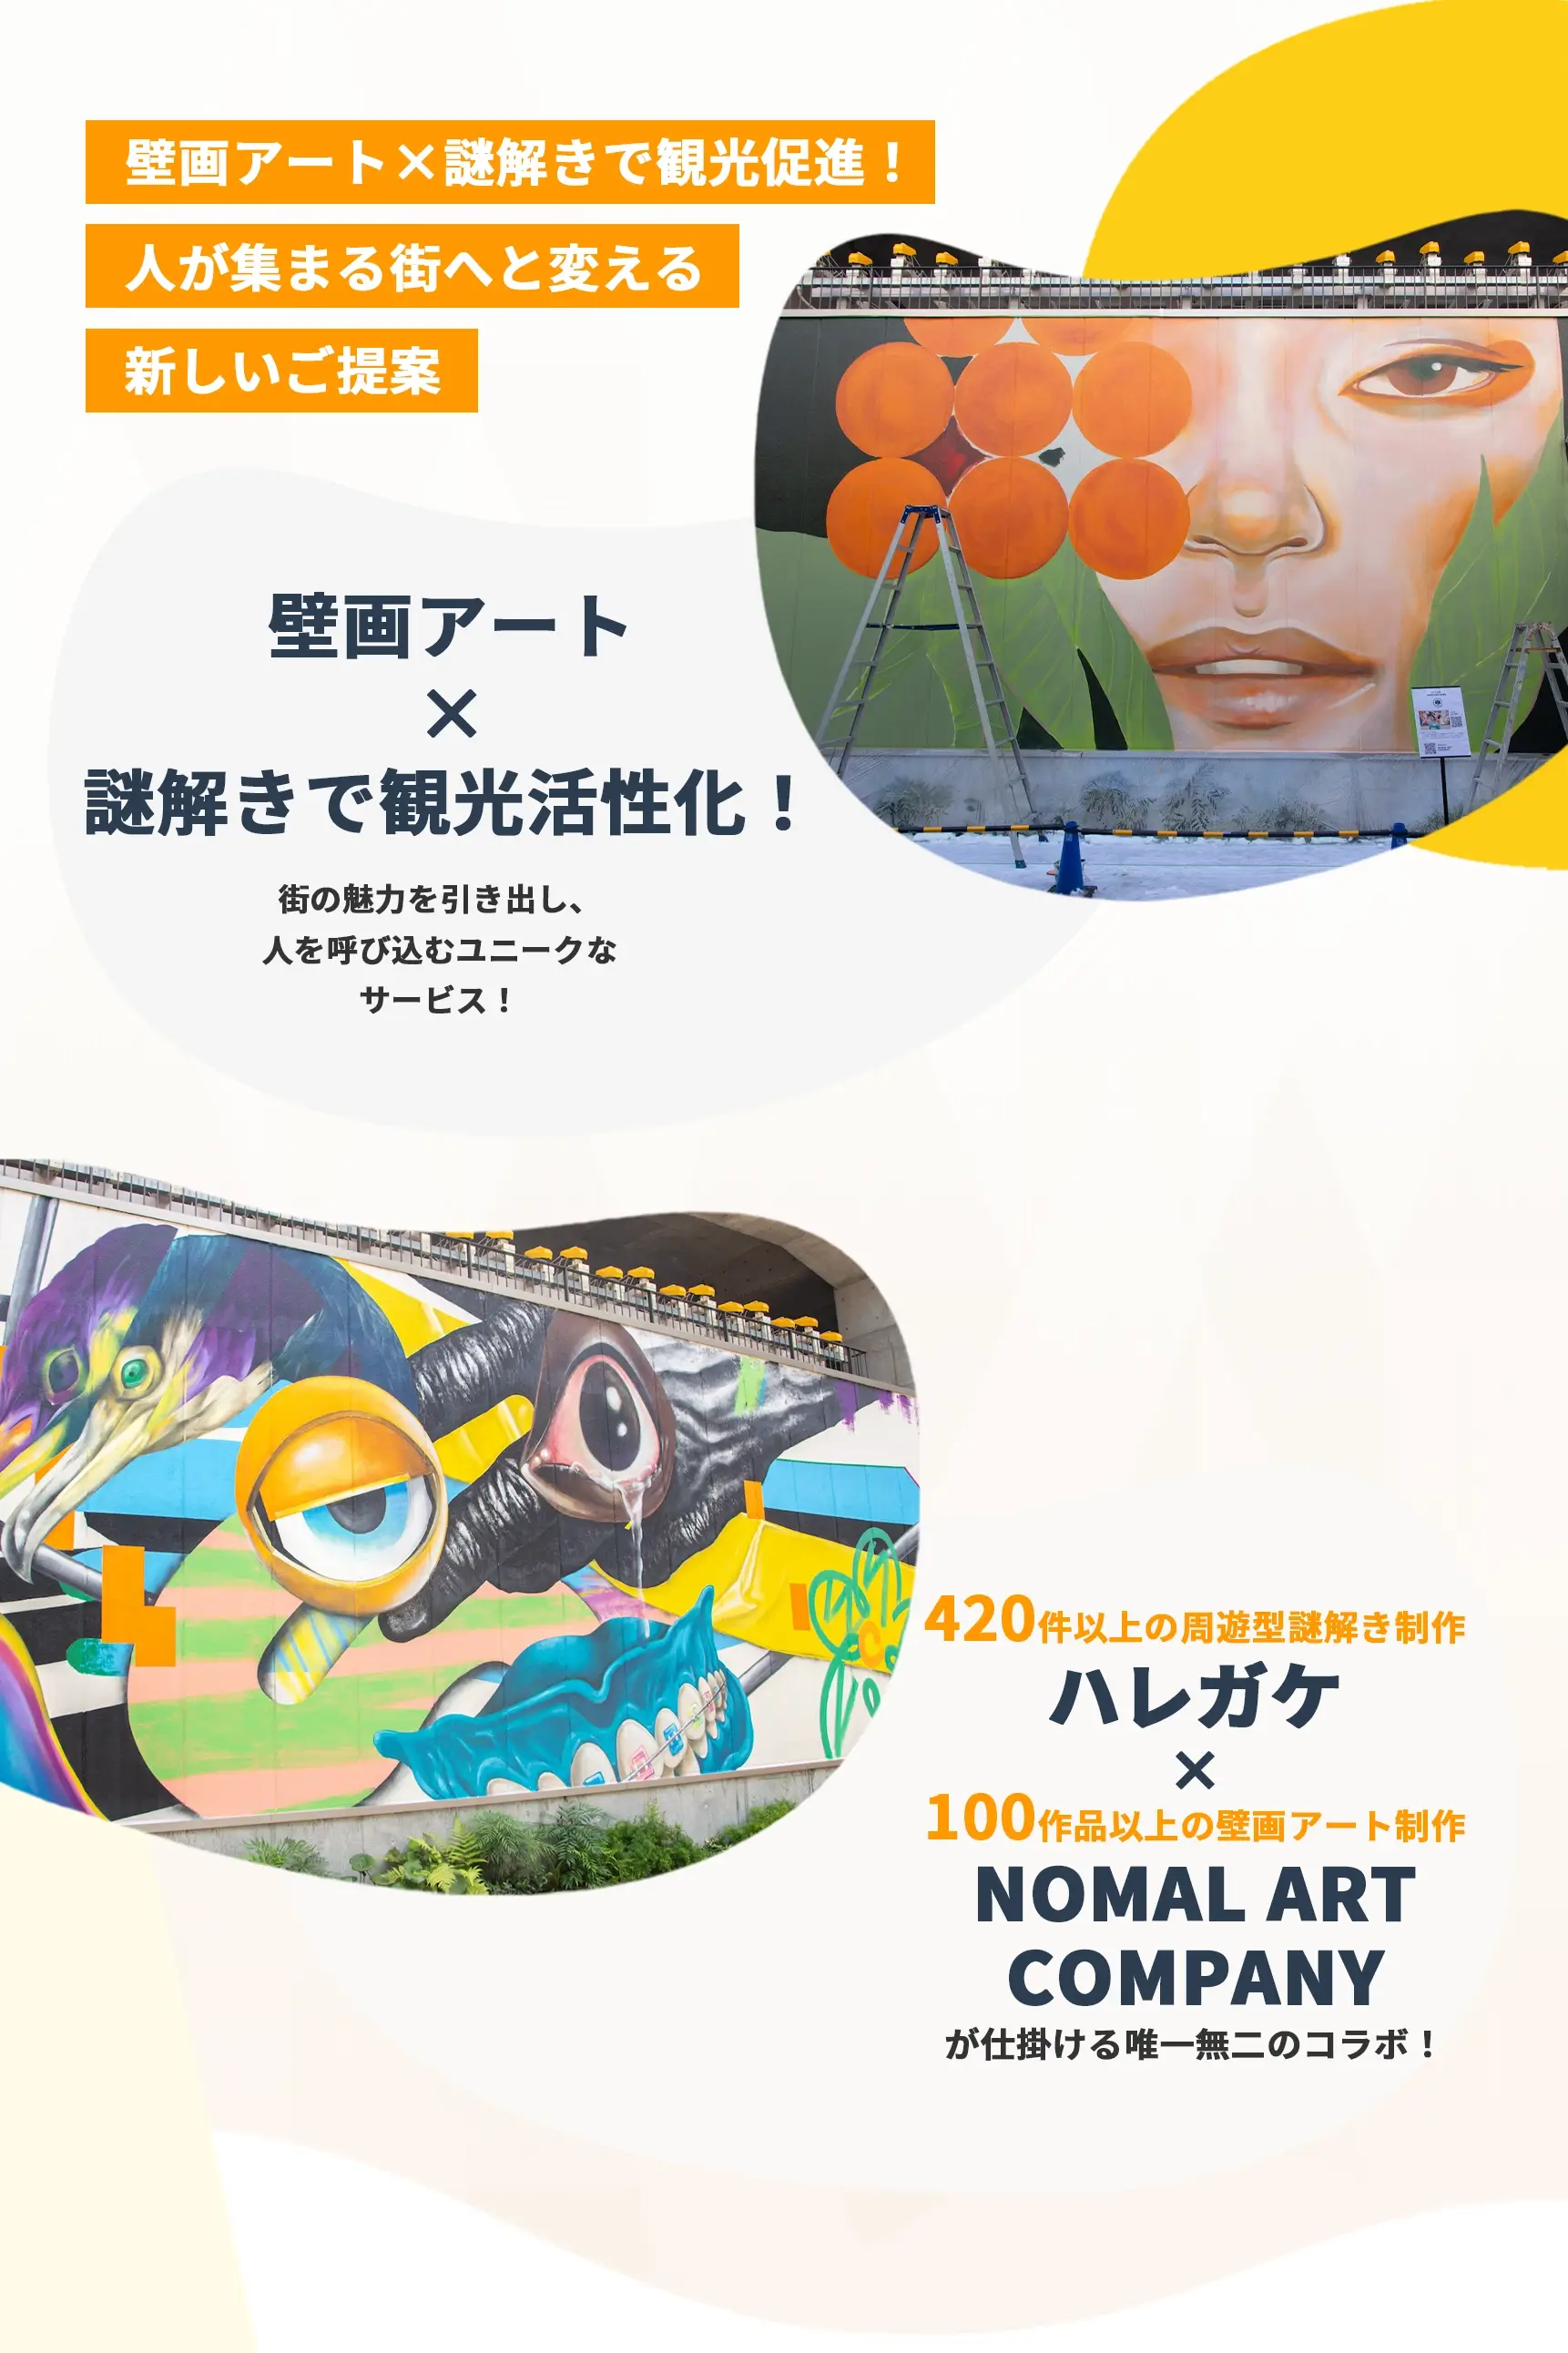 壁画アート×謎解きで観光促進！
人が集まる街へと変える
新しいご提案
壁画アート
×
謎解きで観光活性化！
街の魅力を引き出し、
人を呼び込むユニークな
サービス！
420件以上の周遊型謎解き制作
ハレガケ
×
100作品以上の壁画アート制作
NOMAL ART
COMPANY
が仕掛ける唯一無二のコラボ！